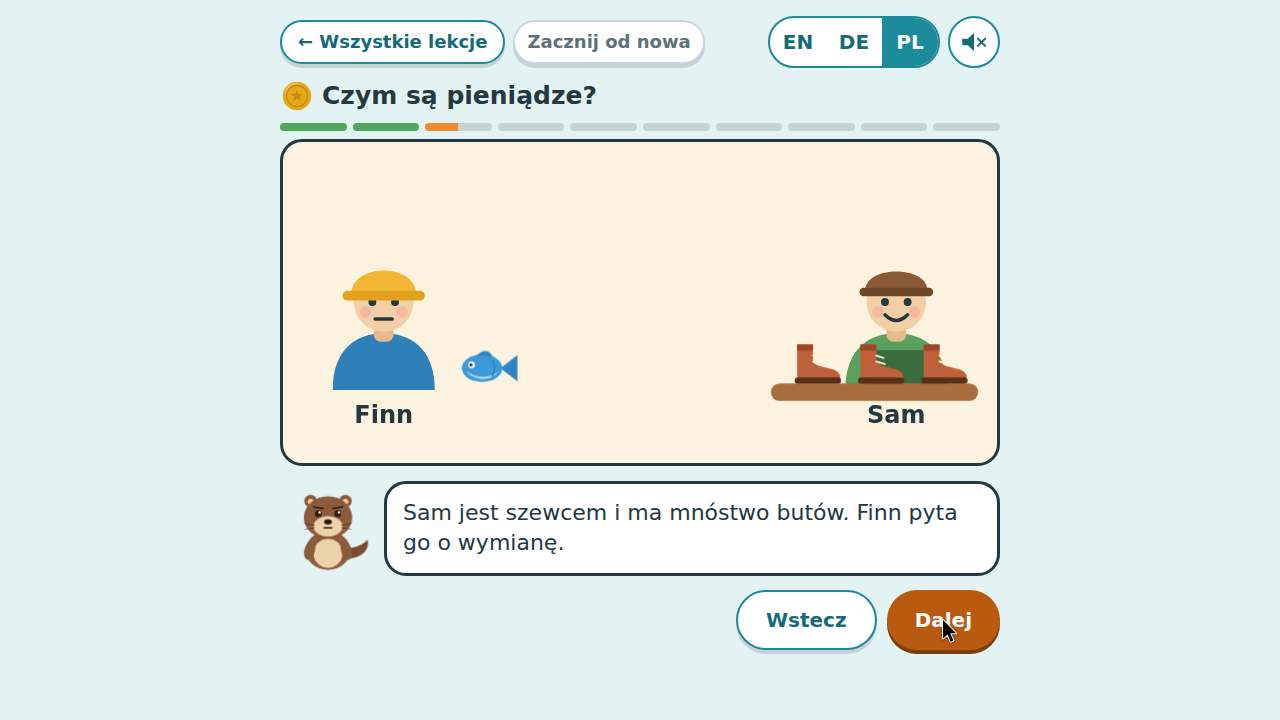 ← Wszystkie lekcje
Zacznij od nowa
EN DE PL
Czym są pieniądze?
Finn
Sam
Sam jest szewcem i ma mnóstwo butów. Finn pyta
go o wymianę.
Wstecz
Dalej